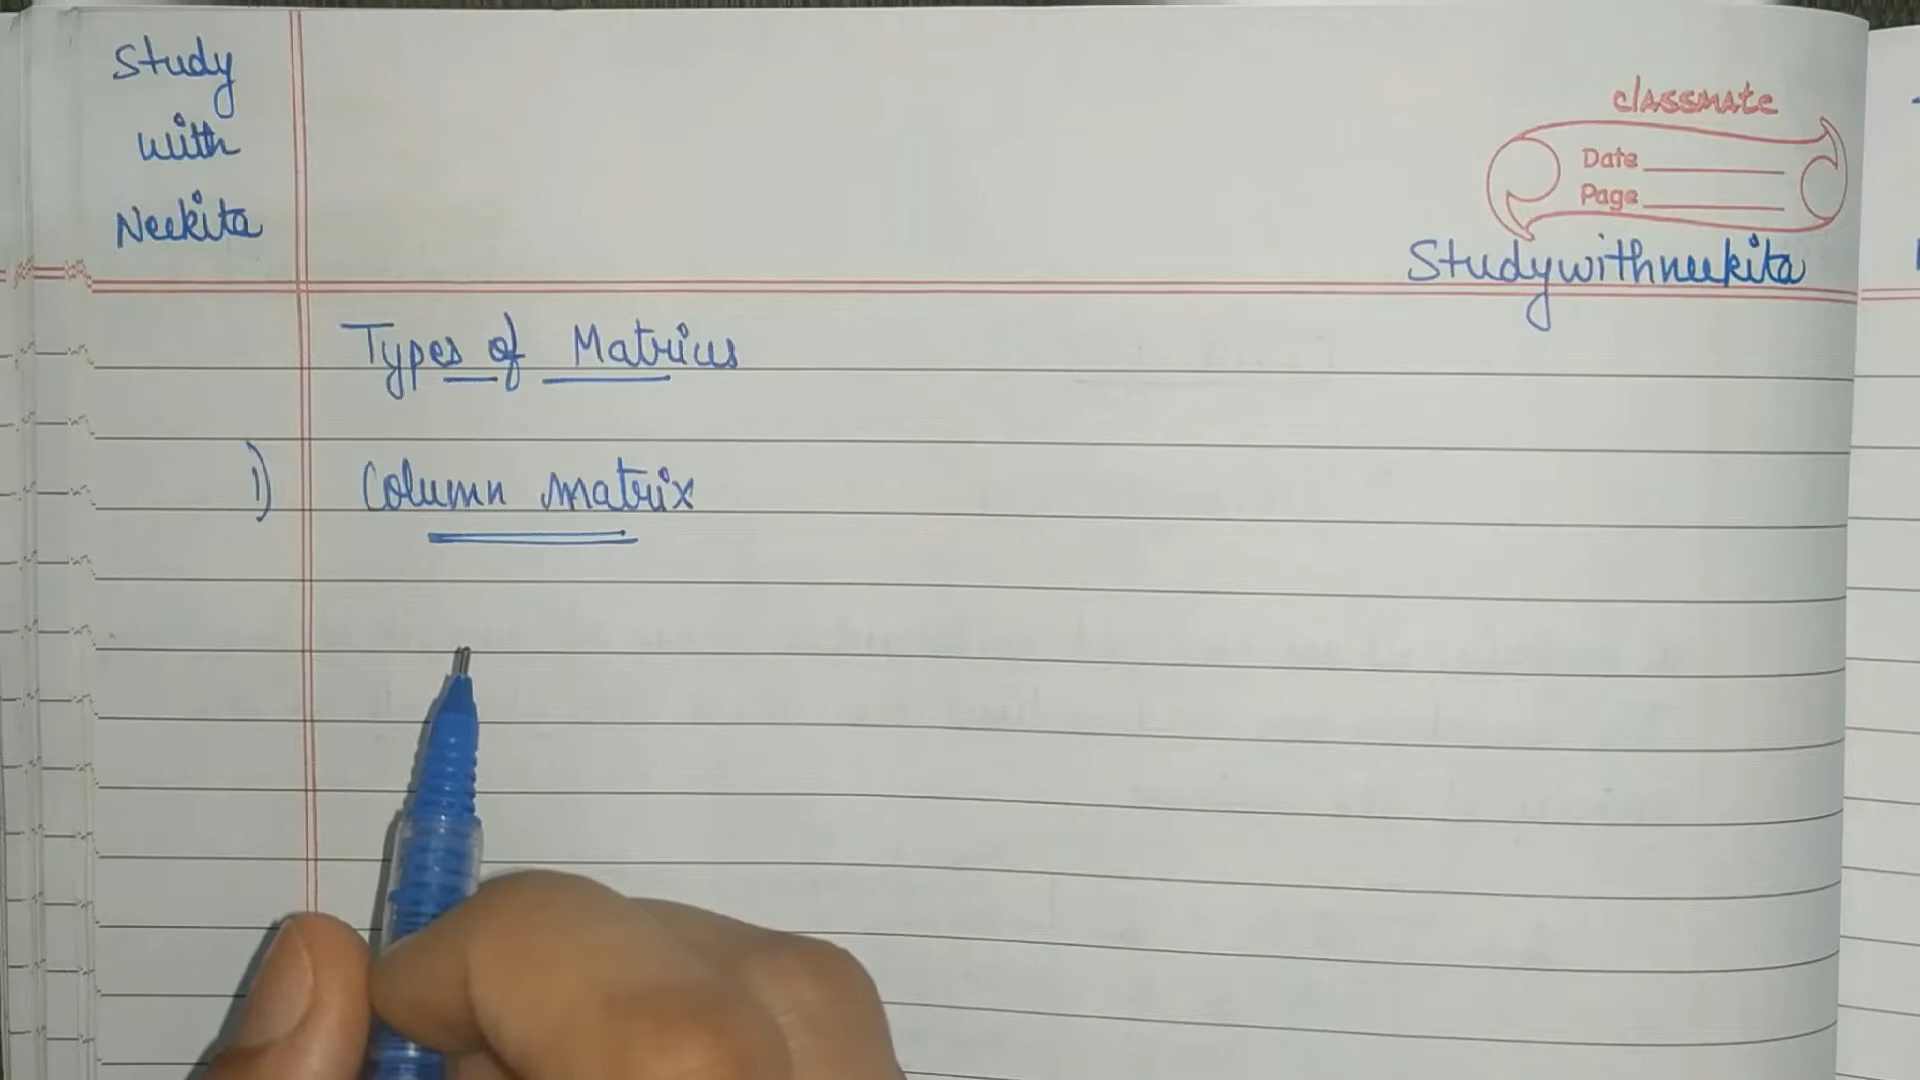 Study
with
Neekita
classmate
Date
Page
Studywithneekita
Types of Matrices
1) Column matrix